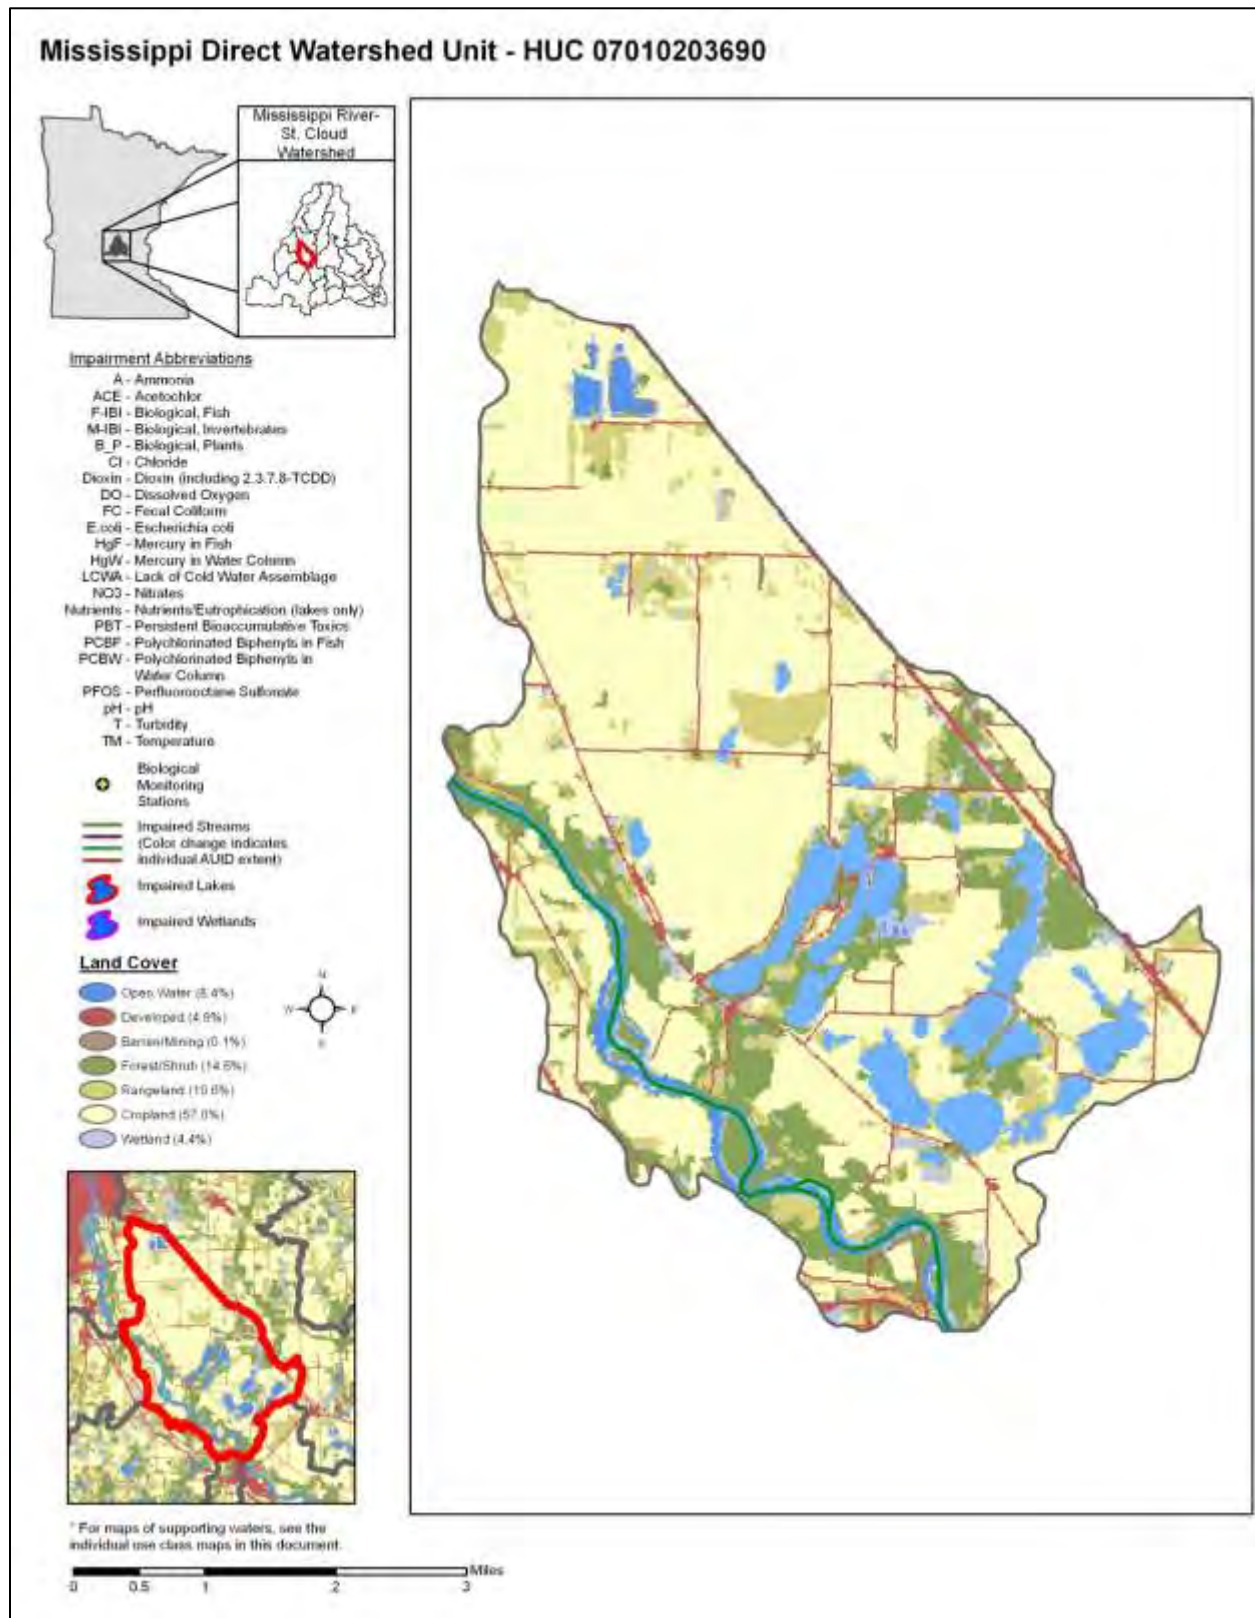 Mississippi Direct Watershed Unit - HUC 07010203690
Mississippi River-
St. Cloud
Watershed
Impairment Abbreviations
A - Ammonia
ACE - Acetochlor
F-IBI - Biological, Fish
M-IBI - Biological, Invertebrates
B_P - Biological, Plants
Cl - Chloride
Dioxin - Dioxin (including 2.3.7.8-TCDD)
DO - Dissolved Oxygen
FC - Fecal Coliform
E.coli - Escherichia coli
HgF - Mercury in Fish
HgW - Mercury in Water Column
LCWA - Lack of Cold Water Assemblage
NO3 - Nitrates
Nutrients - Nutrients/Eutrophication (lakes only)
PBT - Persistent Bioaccumulative Toxics
PCBF - Polychlorinated Biphenyls in Fish
PCBW - Polychlorinated Biphenyls in
Water Column
PFOS - Perfluorooctane Sulfonate
pH - pH
T - Turbidity
TM - Temperature
Biological
Monitoring
Stations
Impaired Streams
(Color change indicates
individual AUID extent)
Impaired Lakes
Impaired Wetlands
Land Cover
N
W
E
S
Open Water (8.4%)
Developed (4.9%)
Barren/Mining (0.1%)
Forest/Shrub (14.6%)
Rangeland
Cropland
Wetland (4.4%)
* For maps of supporting waters, see the
individual use class maps in this document.
Miles
0 0.5 1 2 3